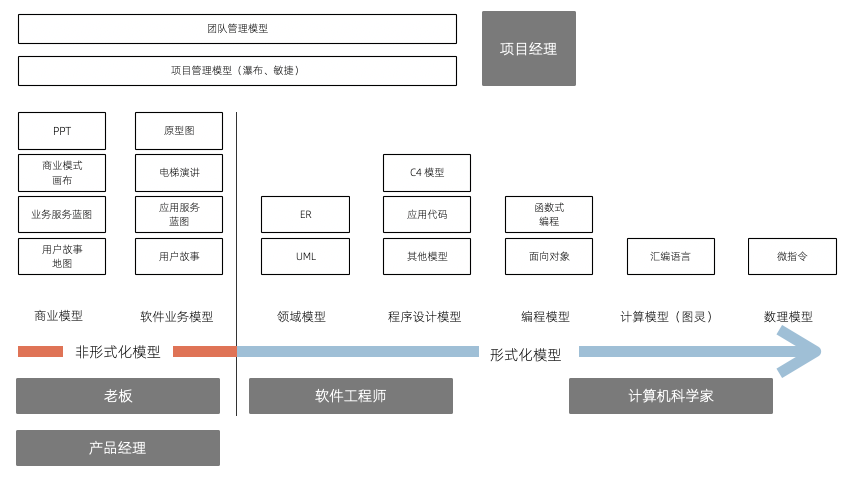 团队管理模型
项目管理模型（瀑布、敏捷）
项目经理
PPT
原型图
商业模式
画布
电梯演讲
C4 模型
业务服务蓝图
应用服务
蓝图
ER
应用代码
函数式
编程
用户故事
地图
用户故事
UML
其他模型
面向对象
汇编语言
微指令
商业模型
软件业务模型
领域模型
程序设计模型
编程模型
计算模型（图灵）
数理模型
非形式化模型
形式化模型
老板
软件工程师
计算机科学家
产品经理